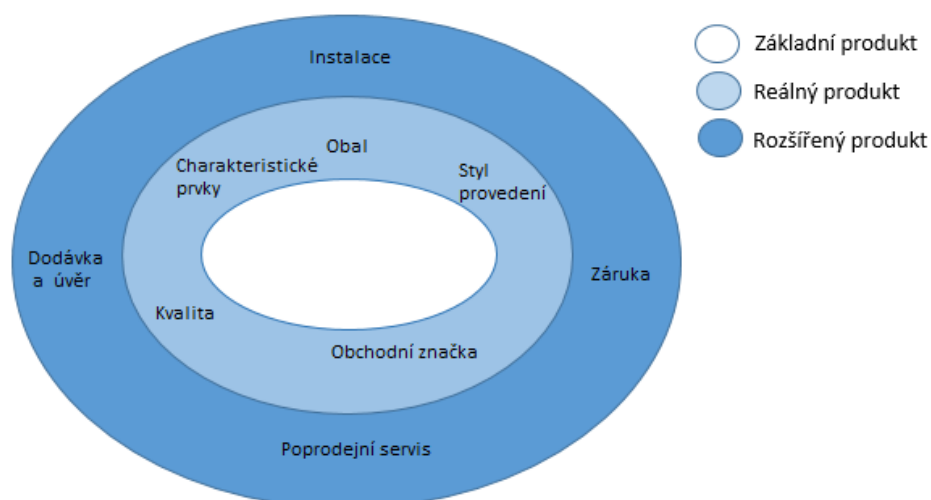 Instalace
Základní produkt
Reálný produkt
Rozšířený produkt
Obal
Charakteristické
prvky
Styl
provedení
Dodávka
a úvěr
Záruka
Kvalita
Obchodní značka
Poprodejní servis